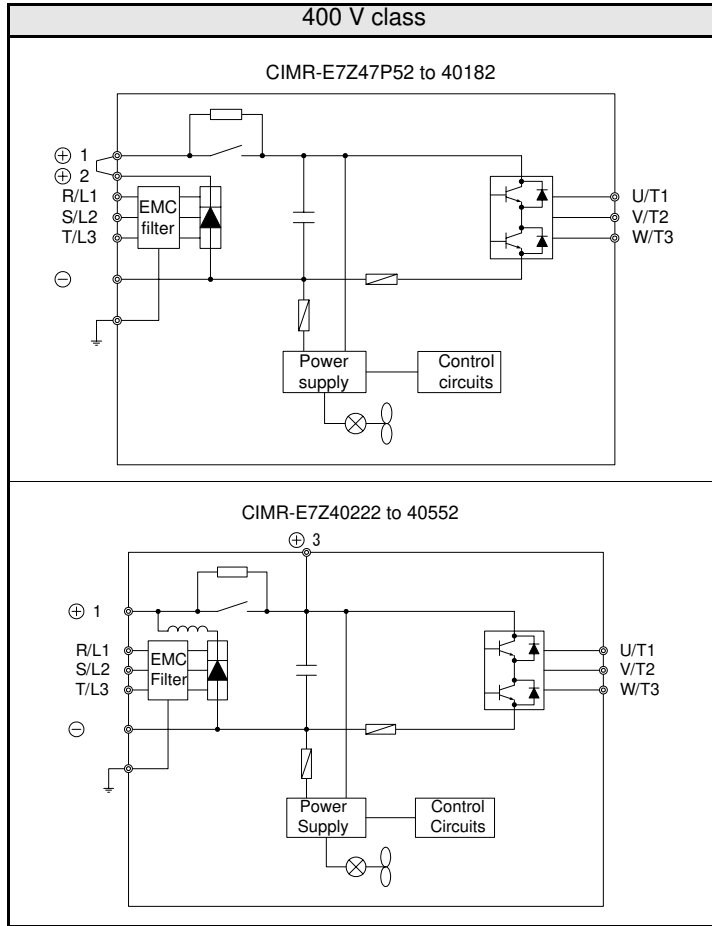 400 V class
CIMR-E7Z47P52 to 40182
⊕ 1
⊕ 2
R/L1
S/L2
T/L3
EMC
filter
⊖
U/T1
V/T2
W/T3
Power
supply
Control
circuits
CIMR-E7Z40222 to 40552
⊕ 3
⊕ 1
R/L1
S/L2
T/L3
EMC
Filter
⊖
U/T1
V/T2
W/T3
Power
Supply
Control
Circuits